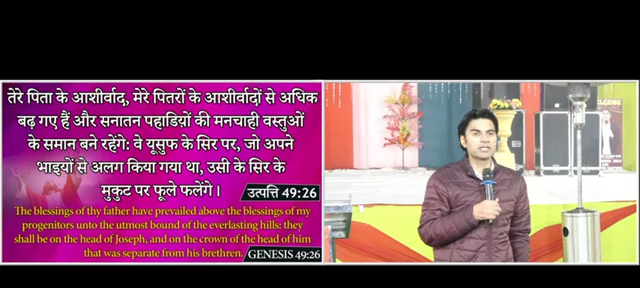 तेरे पिता के आशीर्वाद, मेरे पितरों के आशीर्वादों से अधिक
बढ़ गए हैं और सनातन पहाडिय़ों की मनचाही वस्तुओं
के समान बने रहेंगे: वे यूसुफ के सिर पर, जो अपने
भाइयों से अलग किया गया था, उसी के सिर के
मुकुट पर फूले फलेंगे।
उत्पत्ति 49:26
The blessings of thy father have prevailed above the blessings of my
progenitors unto the utmost bound of the everlasting hills: they
shall be on the head of Joseph, and on the crown of the head of him
that was separate from his brethren.
GENESIS 49:26